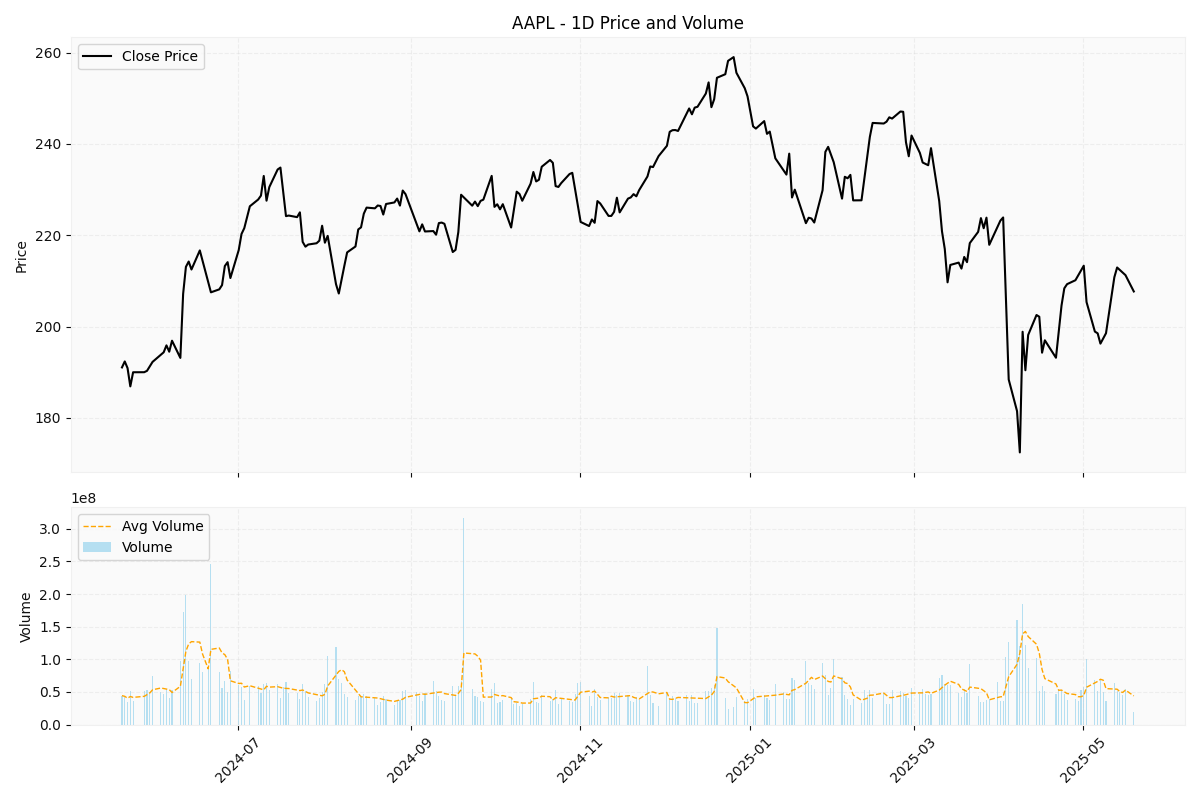 AAPL - 1D Price and Volume
Close Price
Price
260
240
220
200
180
1e8
Avg Volume
Volume
Volume
3.0
2.5
2.0
1.5
1.0
0.5
0.0
2024-07
2024-09
2024-11
2025-01
2025-03
2025-05